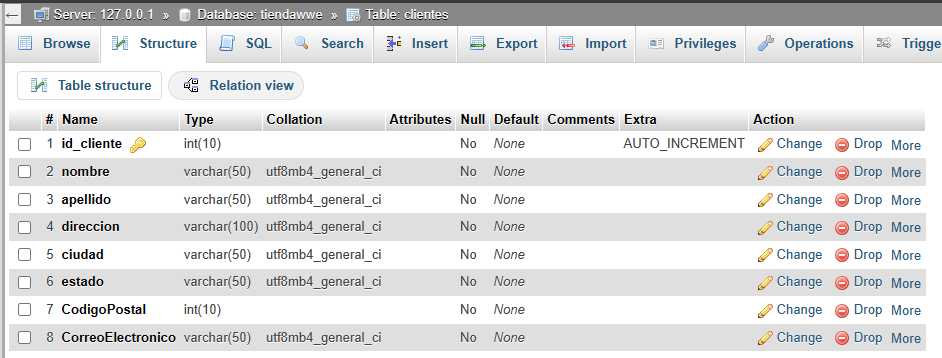 Server: 127.0.0.1 » Database: tiendawwe » Table: clientes
Browse Structure SQL Search Insert Export Import Privileges Operations Trigge
Table structure Relation view
# Name Type Collation Attributes Null Default Comments Extra Action
1 id_cliente int(10) No None AUTO_INCREMENT Change Drop More
2 nombre varchar(50) utf8mb4_general_ci No None Change Drop More
3 apellido varchar(50) utf8mb4_general_ci No None Change Drop More
4 direccion varchar(100) utf8mb4_general_ci No None Change Drop More
5 ciudad varchar(50) utf8mb4_general_ci No None Change Drop More
6 estado varchar(50) utf8mb4_general_ci No None Change Drop More
7 CodigoPostal int(10) No None Change Drop More
8 CorreoElectronico varchar(50) utf8mb4_general_ci No None Change Drop More